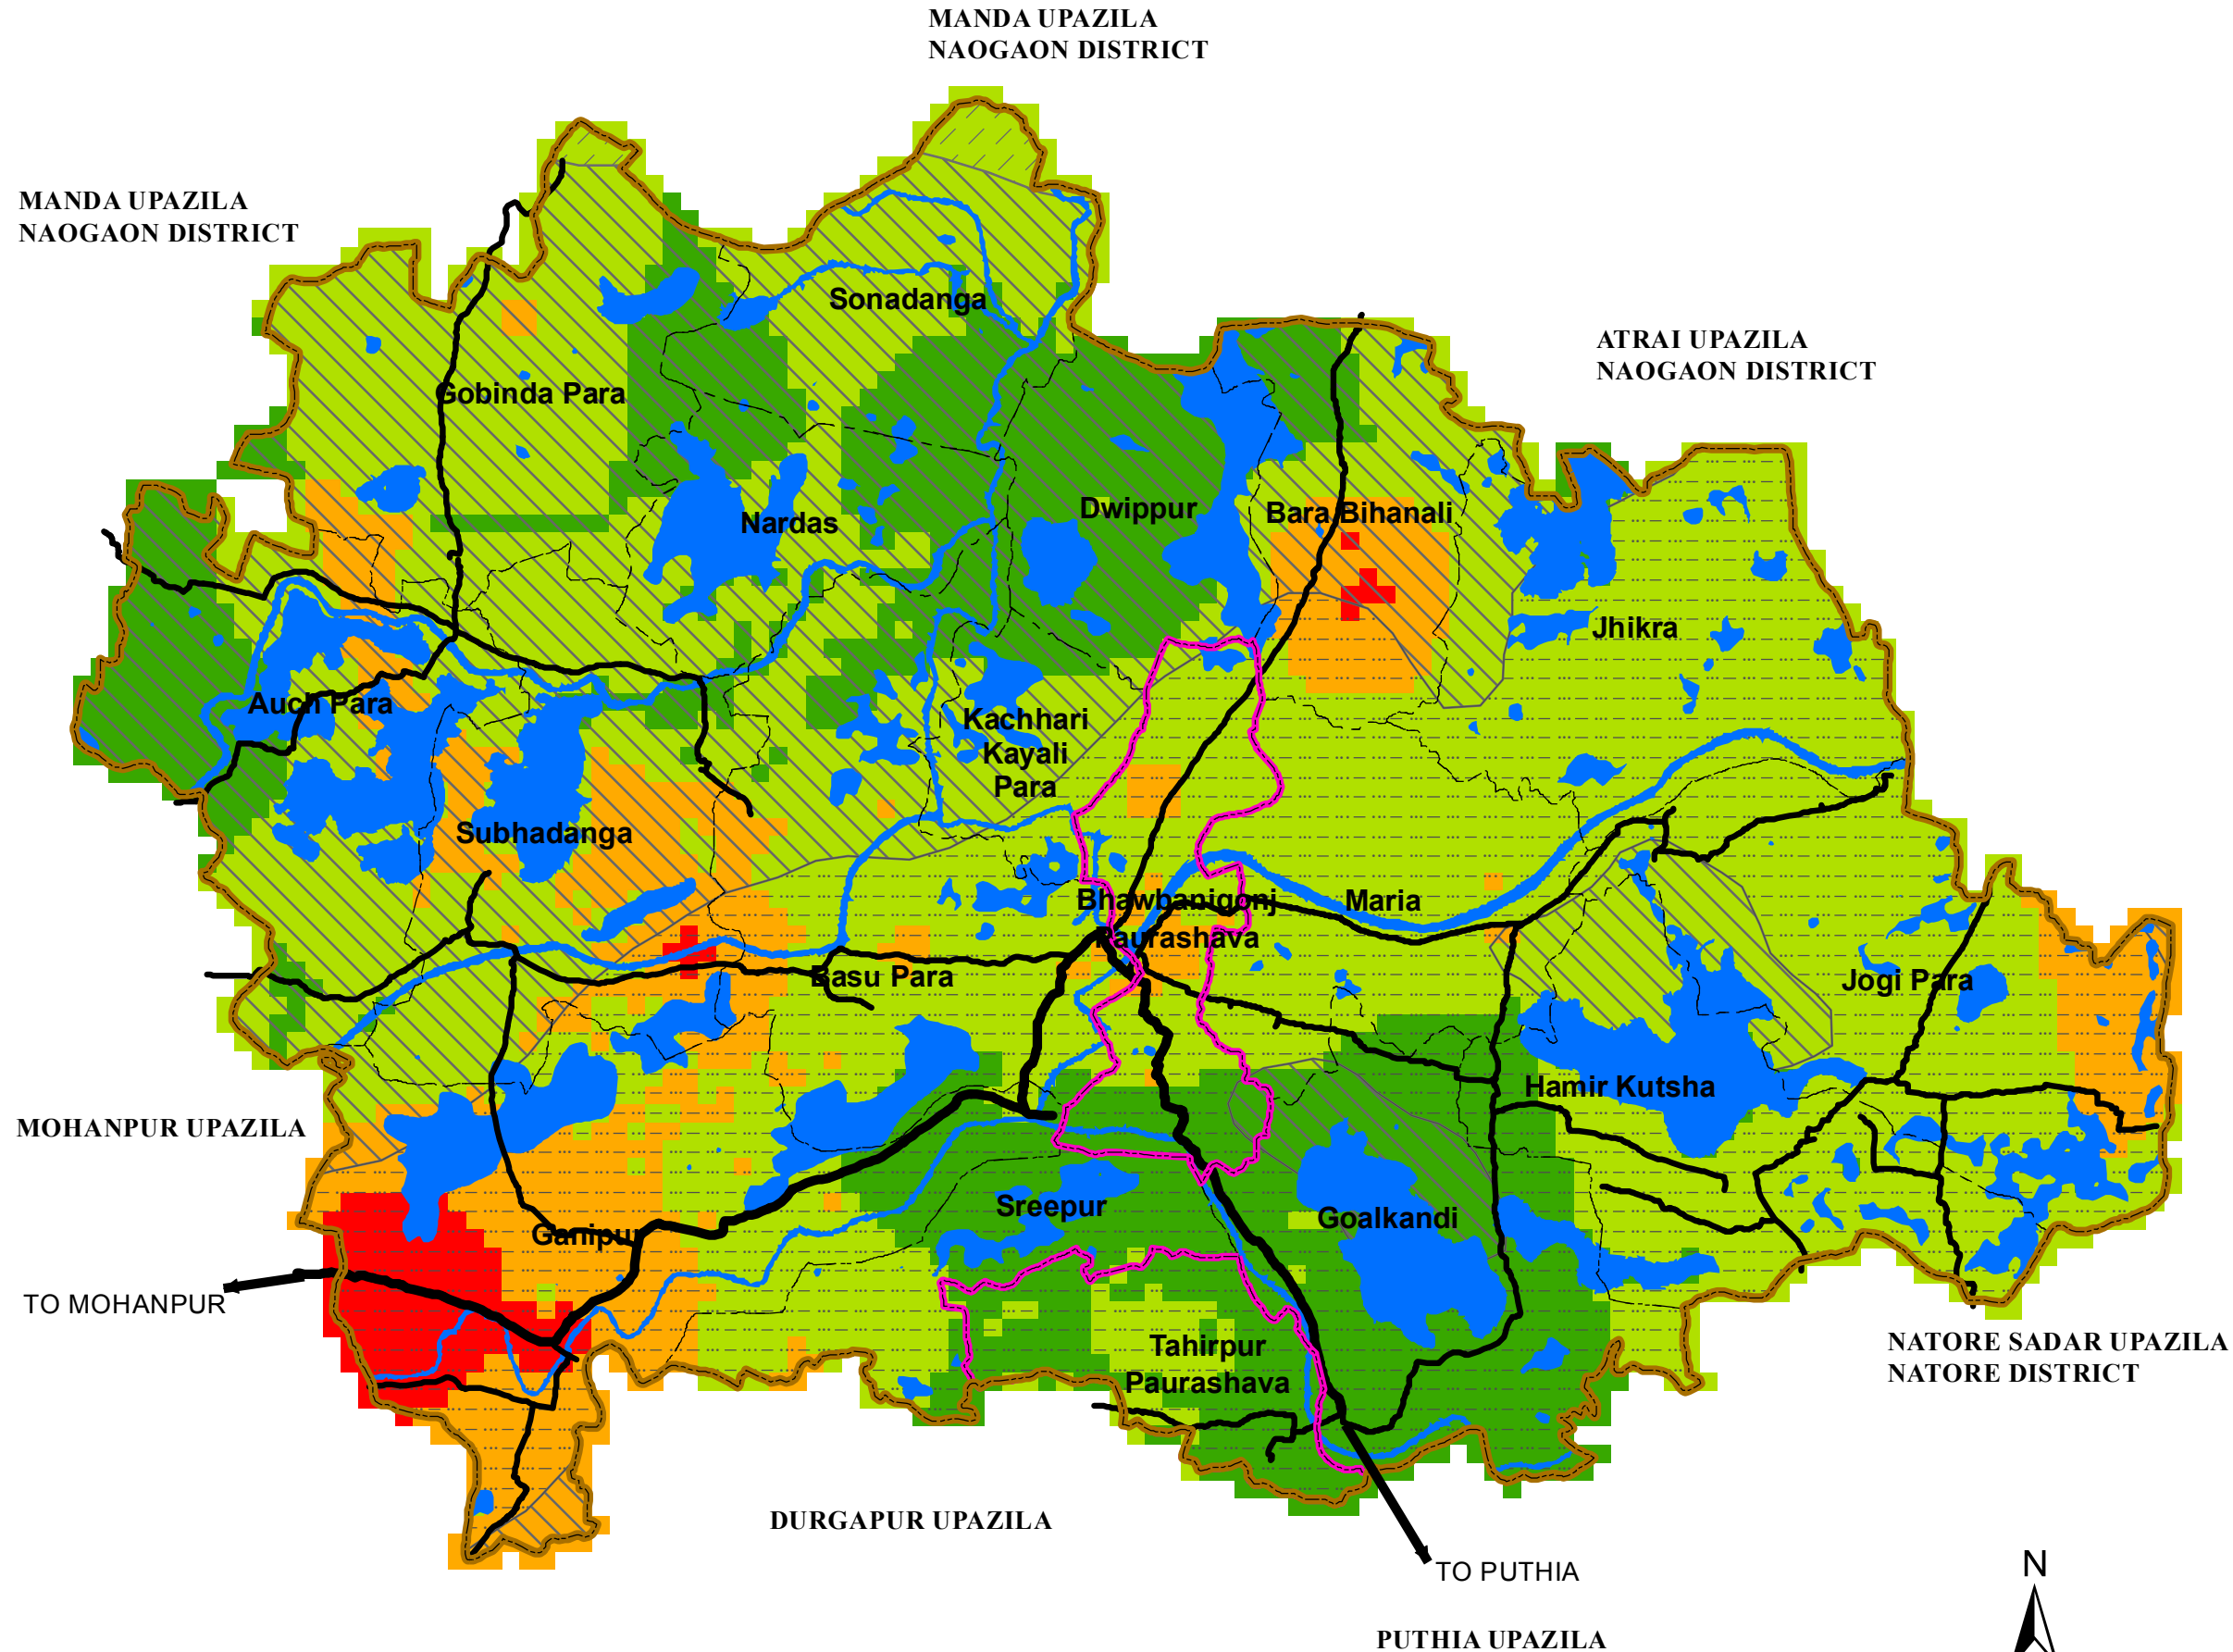 MANDA UPAZILA
NAOGAON DISTRICT
MANDA UPAZILA
NAOGAON DISTRICT
Sonadanga
ATRAI UPAZILA
NAOGAON DISTRICT
Gobinda Para
Nardas
Dwippur
Bara Bihanali
Jhikra
Auch Para
Kachhari
Kayali
Para
Subhadanga
Bhawbanigonj
Paurashava
Maria
Basu Para
Jogi Para
Hamir Kutsha
MOHANPUR UPAZILA
Sreepur
Goalkandi
Ganipur
TO MOHANPUR
Tahirpur
Paurashava
NATORE SADAR UPAZILA
NATORE DISTRICT
DURGAPUR UPAZILA
TO PUTHIA
N
PUTHIA UPAZILA